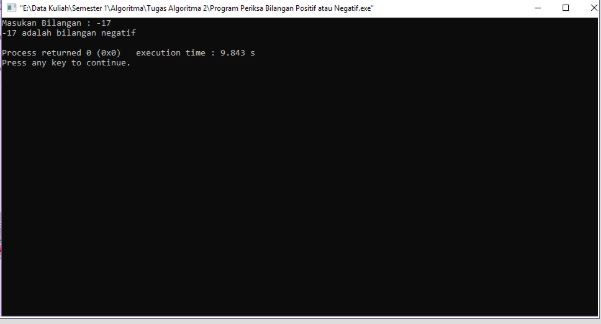 "E:\Data Kuliah\Semester 1\Algoritma\Tugas Algoritma 2\Program Periksa Bilangan Positif atau Negatif.exe"
Masukan Bilangan : -17
-17 adalah bilangan negatif
Process returned 0 (0x0)   execution time : 9.843 s
Press any key to continue.